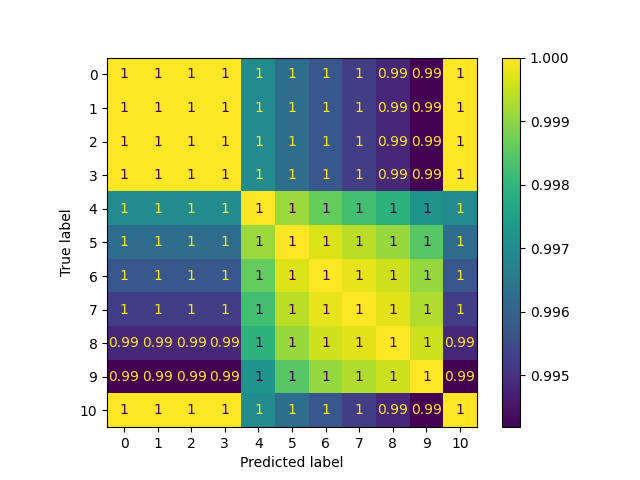 0 1 1 1 1 1 1 1 1 0.99 0.99 1 1.000
1 1 1 1 1 1 1 1 1 0.99 0.99 1 0.999
2 1 1 1 1 1 1 1 1 0.99 0.99 1
3 1 1 1 1 1 1 1 1 0.99 0.99 1 0.998
4 1 1 1 1 1 1 1 1 1 1 1
5 1 1 1 1 1 1 1 1 1 1 1 0.997
6 1 1 1 1 1 1 1 1 1 1 1
7 1 1 1 1 1 1 1 1 1 1 1 0.996
8 0.99 0.99 0.99 0.99 1 1 1 1 1 1 0.99
9 0.99 0.99 0.99 0.99 1 1 1 1 1 1 0.99 0.995
10 1 1 1 1 1 1 1 1 0.99 0.99 1
0 1 2 3 4 5 6 7 8 9 10
Predicted label
True label